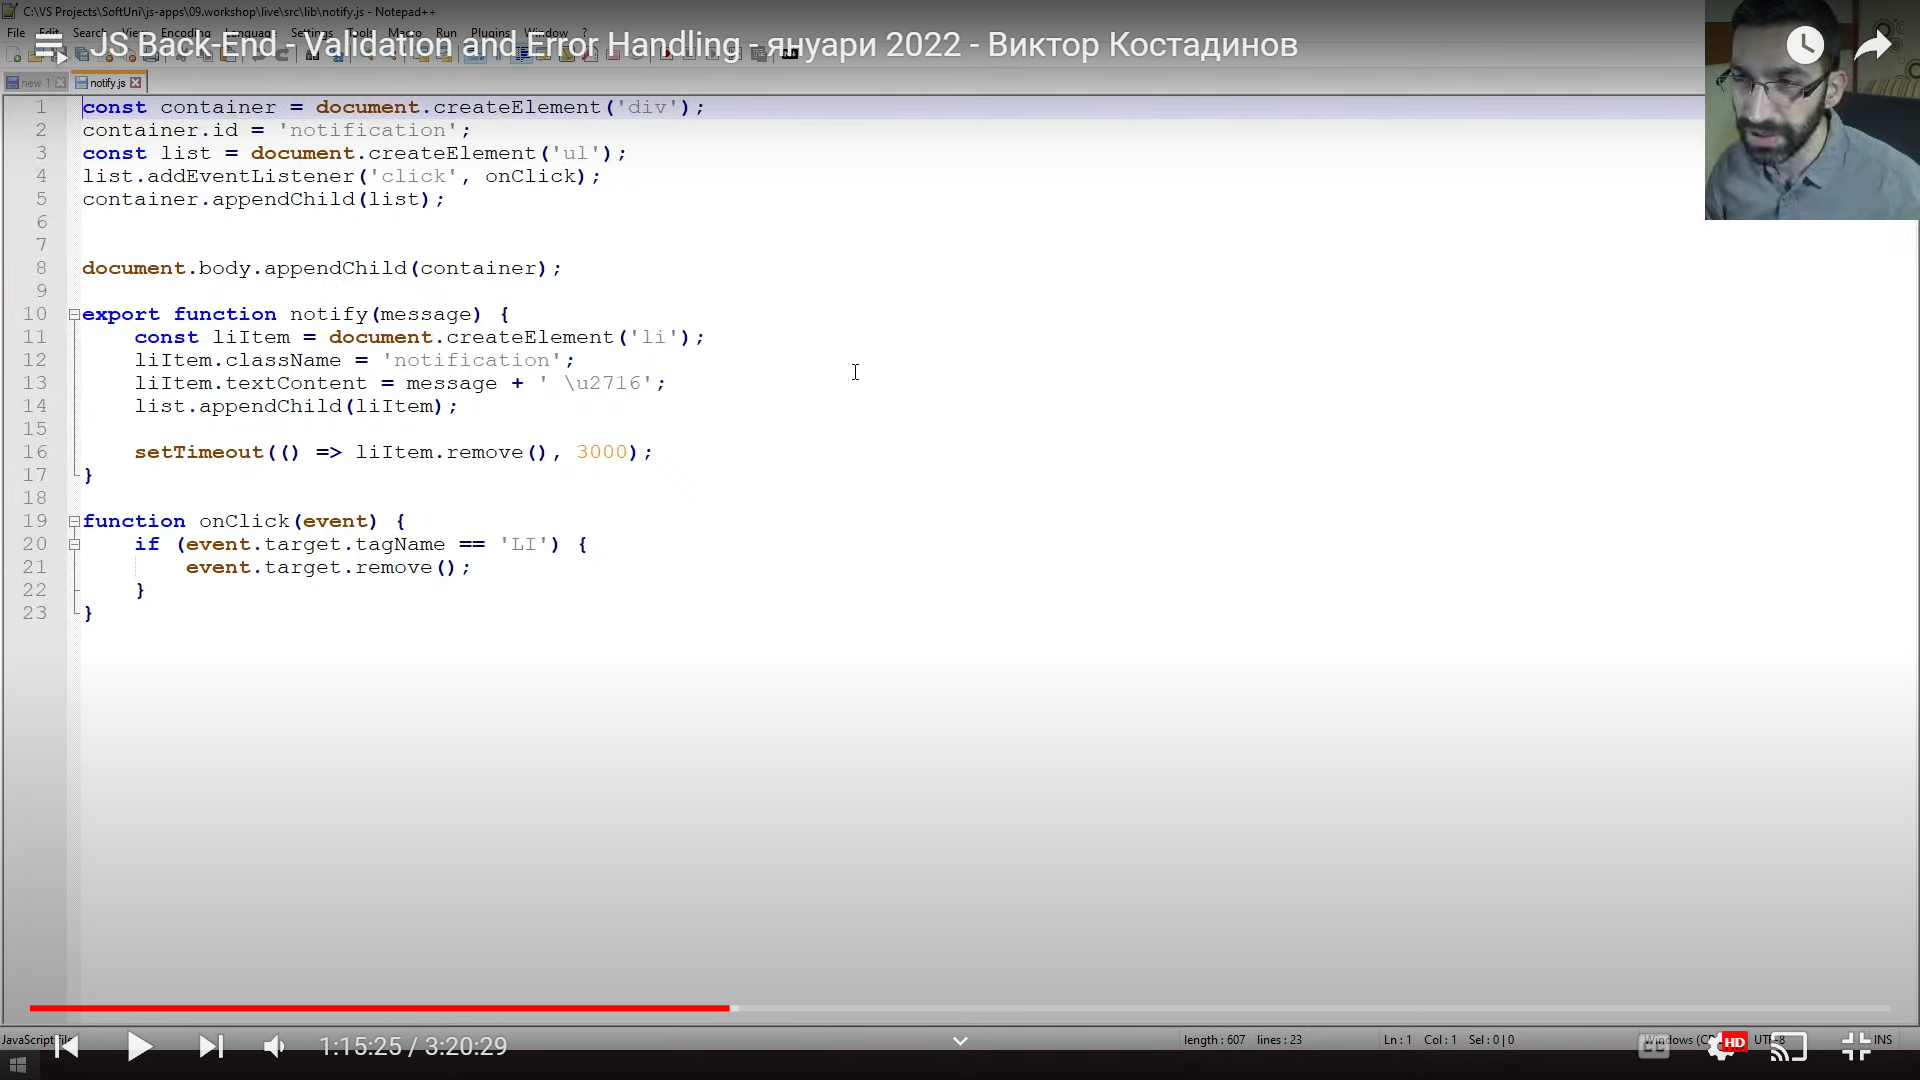 C:\VS Projects\SoftUni\js-apps\09.workshop\live\src\lib\notify.js - Notepad++
File Edit Search View Encoding Language Settings Tools Macro Run Plugins Window ?
JS Back-End - Validation and Error Handling - януари 2022 - Виктор Костадинов
new 1 notify.js
1 const container = document.createElement('div');
2 container.id = 'notification';
3 const list = document.createElement('ul');
4 list.addEventListener('click', onClick);
5 container.appendChild(list);
6
7
8 document.body.appendChild(container);
9
10 export function notify(message) {
11 const liItem = document.createElement('li');
12 liItem.className = 'notification';
13 liItem.textContent = message + ' \u2716';
14 list.appendChild(liItem);
15
16 setTimeout(() => liItem.remove(), 3000);
17 }
18
19 function onClick(event) {
20 if (event.target.tagName == 'LI') {
21 event.target.remove();
22 }
23 }
JavaScript file length : 607 lines : 23 Ln : 1 Col : 1 Sel : 0 | 0 Windows UTF-8 INS
1:15:25 / 3:20:29 CC HD